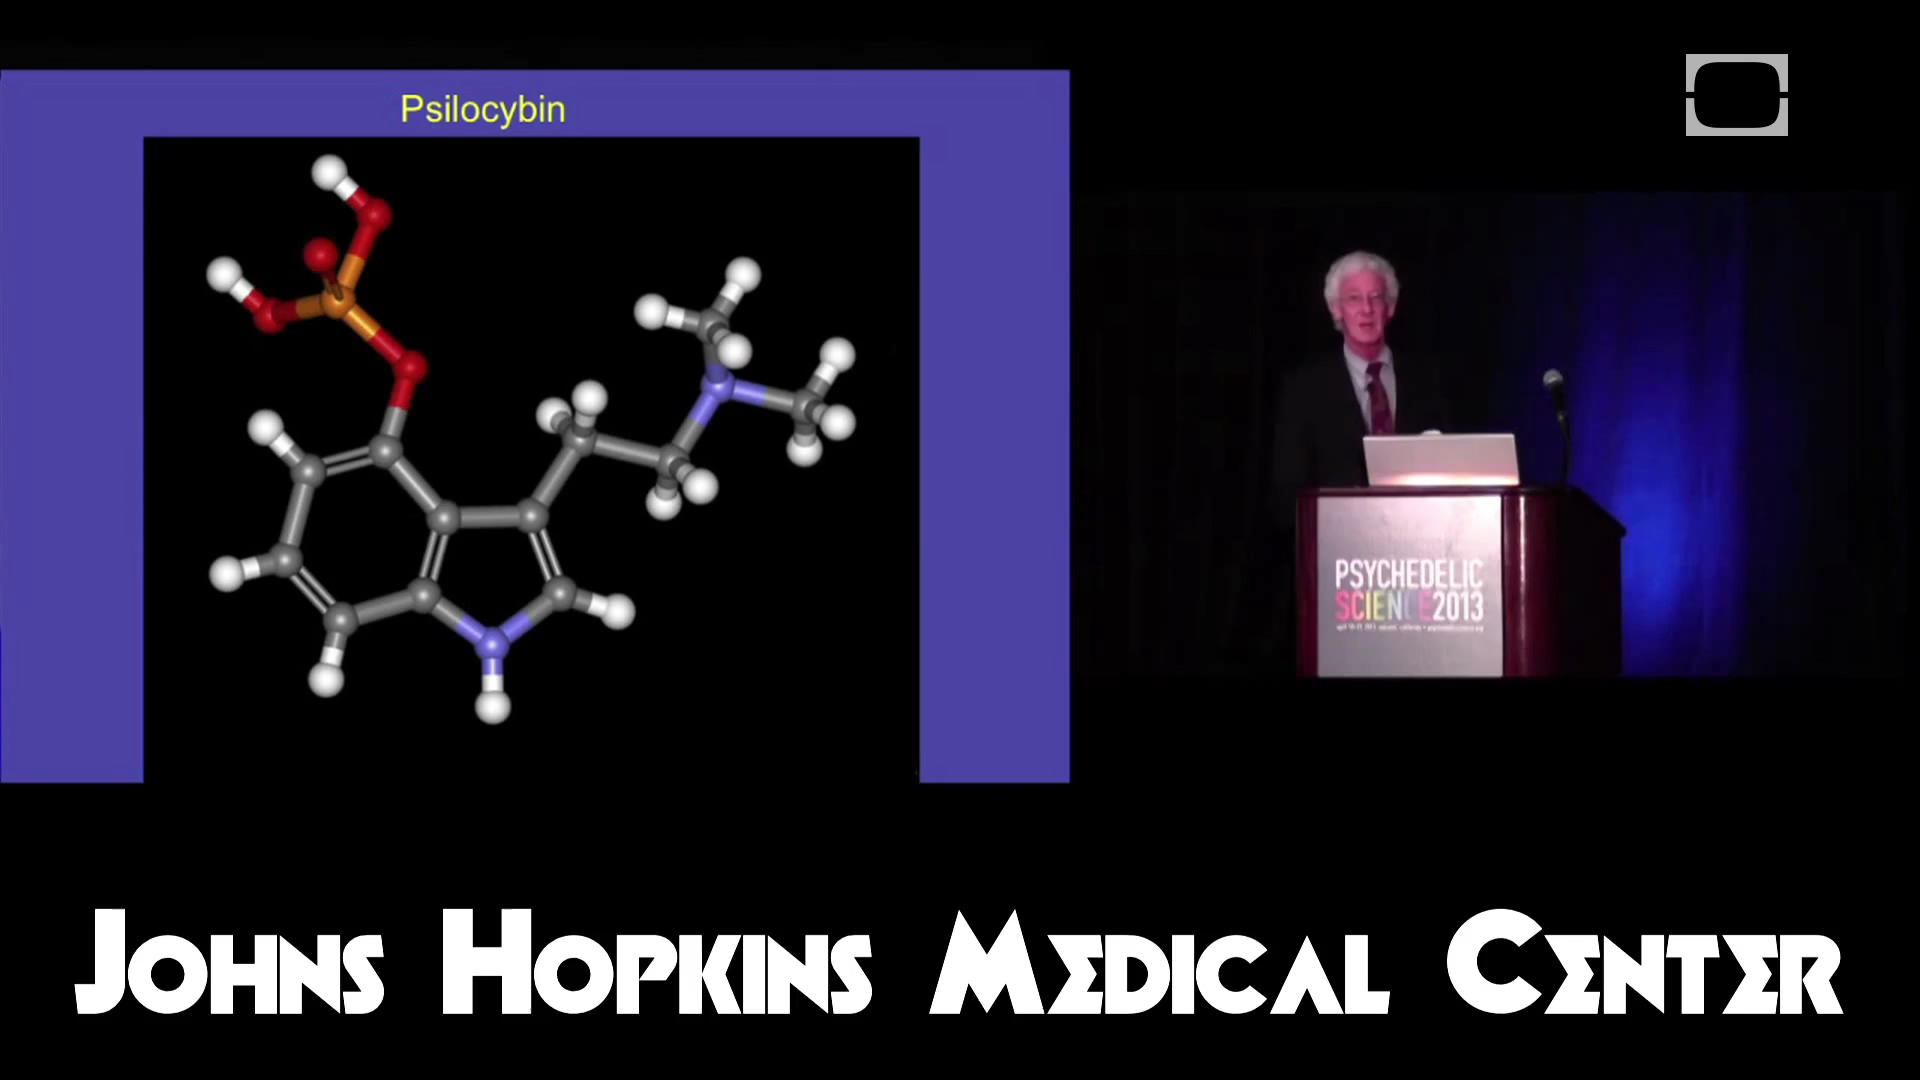 Psilocybin
PSYCHEDELIC
SCIENCE2013
JOHNS HOPKINS MEDICAL CENTER